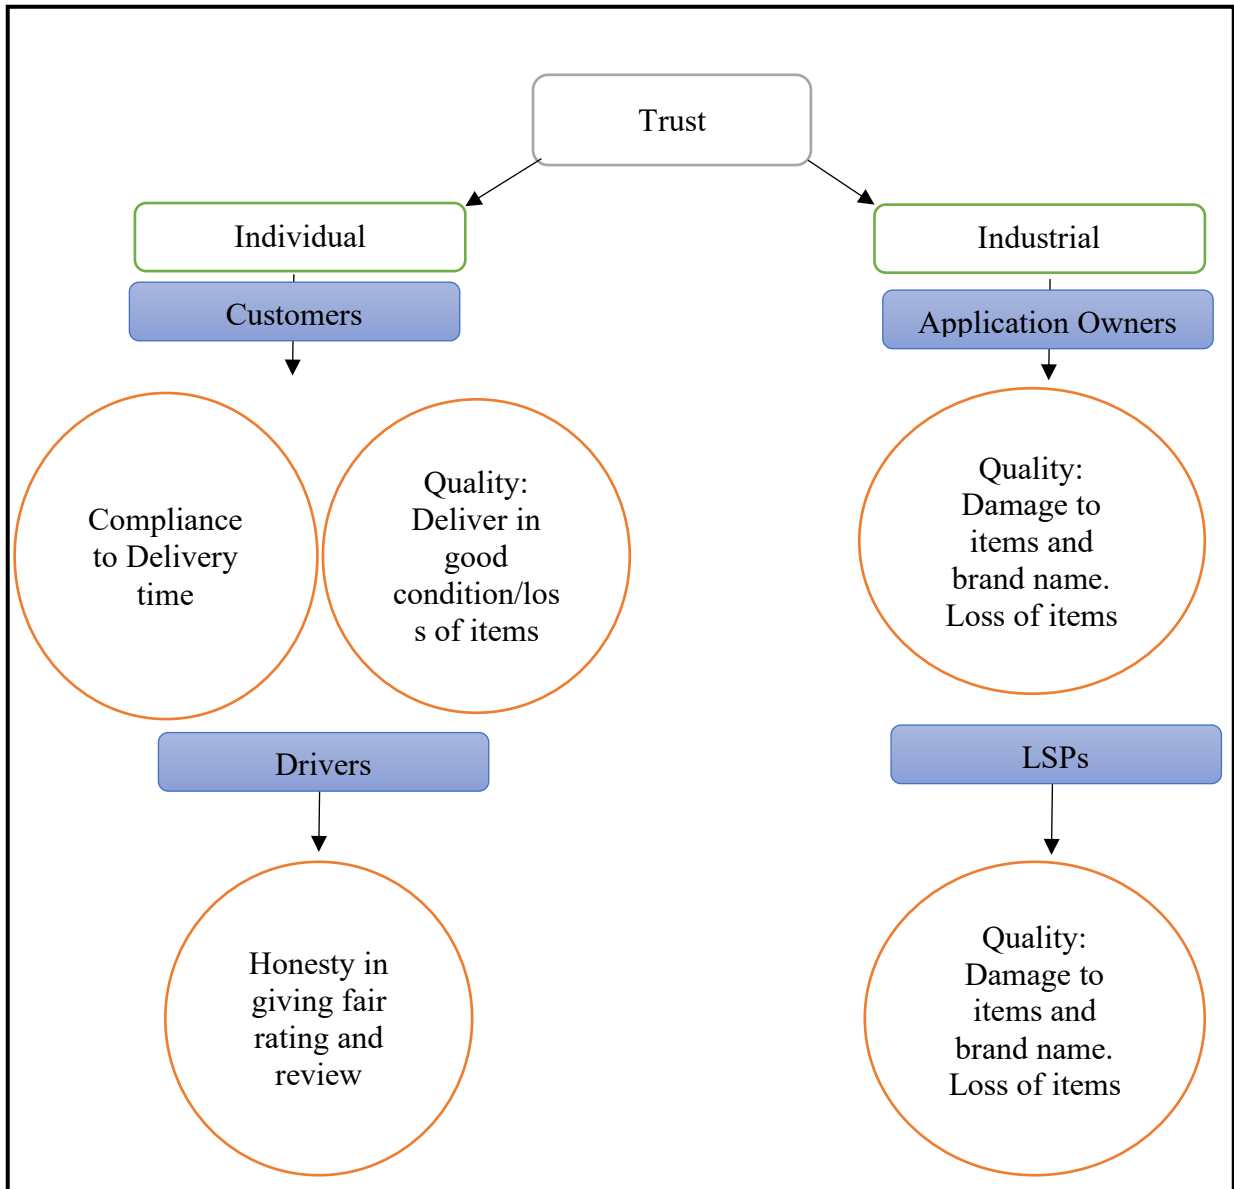 Trust
Individual
Industrial
Customers
Application Owners
Compliance
to Delivery
time
Quality:
Deliver in
good
condition/los
s of items
Quality:
Damage to
items and
brand name.
Loss of items
Drivers
LSPs
Honesty in
giving fair
rating and
review
Quality:
Damage to
items and
brand name.
Loss of items